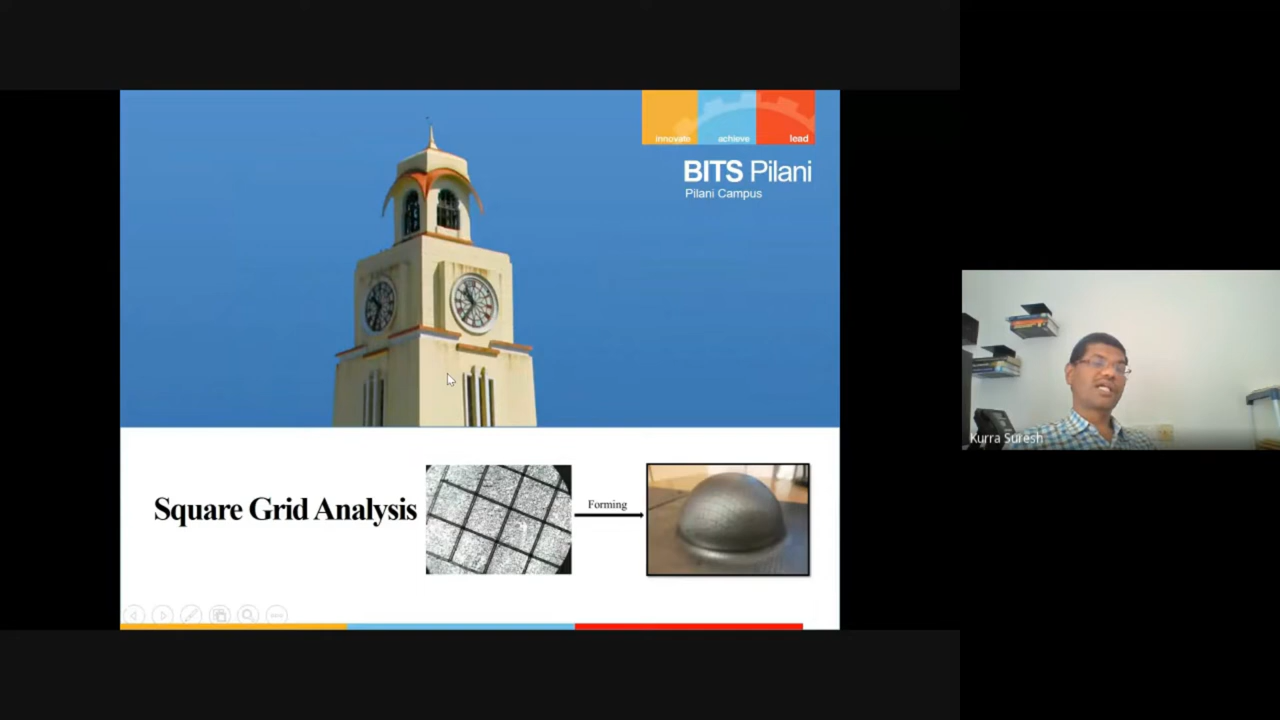 innovate achieve lead
BITS Pilani
Pilani Campus
Square Grid Analysis
Forming
Kurra Suresh